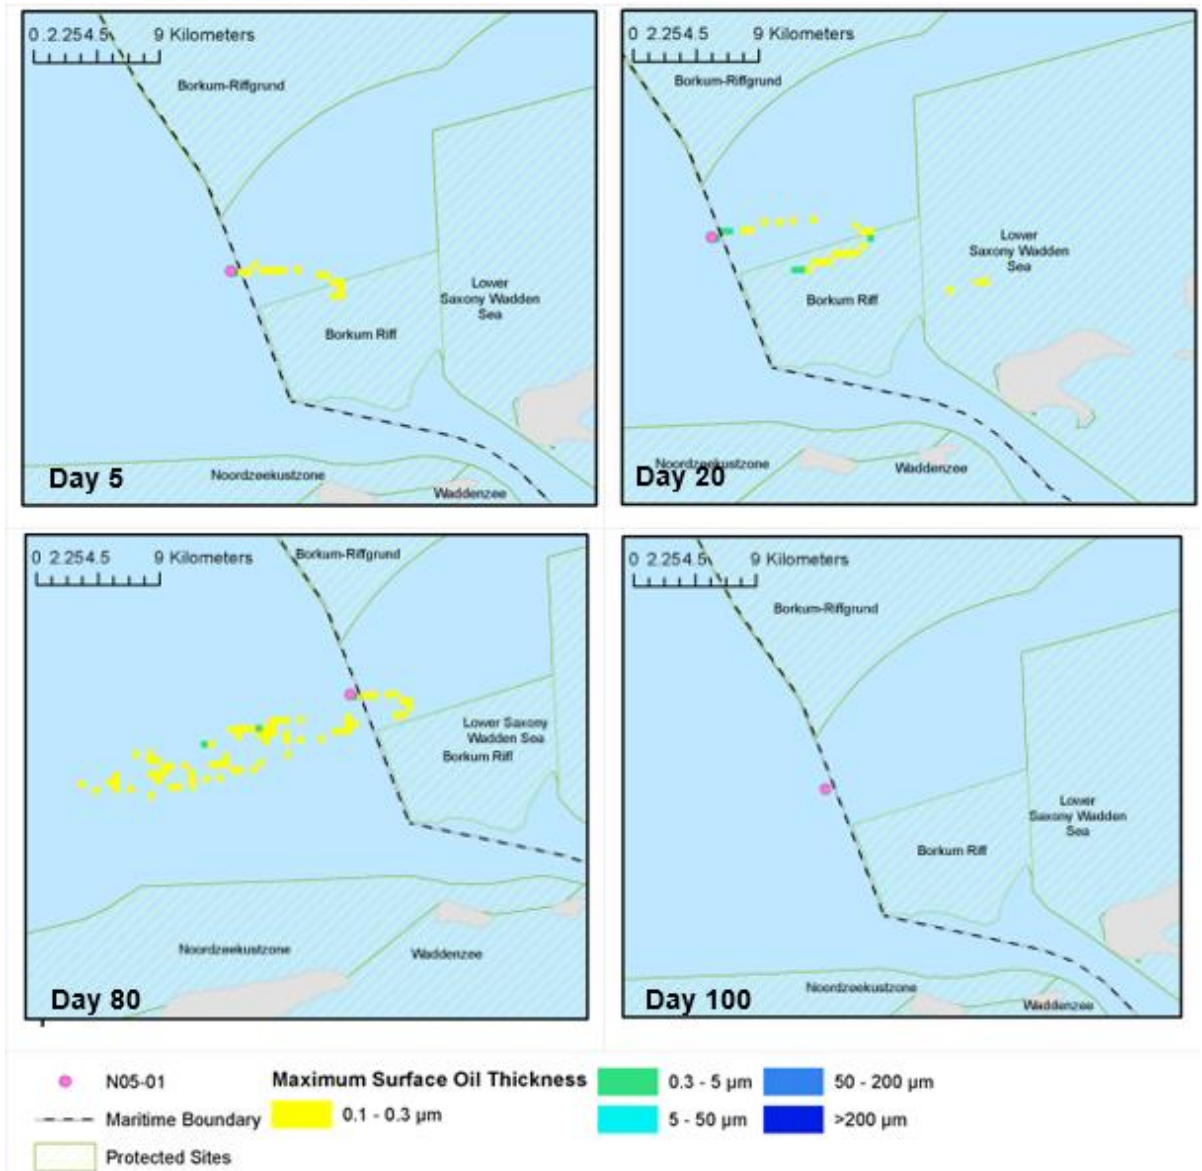 0 2.254.5 9 Kilometers
Borkum-Riffgrund
Lower
Saxony Wadden
Sea
Borkum Riff
Noordzeekustzone
Waddenzee
Day 5
0 2.254.5 9 Kilometers
Borkum-Riffgrund
Lower
Saxony Wadden
Sea
Borkum Riff
Noordzeekustzone
Waddenzee
Day 20
0 2.254.5 9 Kilometers
Borkum-Riffgrund
Lower Saxony
Wadden Sea
Borkum Riff
Noordzeekustzone
Waddenzee
Day 80
0 2.254.5 9 Kilometers
Borkum-Riffgrund
Lower
Saxony Wadden
Sea
Borkum Riff
Noordzeekustzone
Waddenzee
Day 100
N05-01
Maritime Boundary
Protected Sites
Maximum Surface Oil Thickness
0.1 - 0.3 µm
0.3 - 5 µm
5 - 50 µm
50 - 200 µm
>200 µm